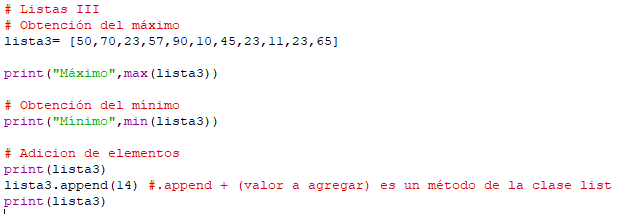 # Listas III
# Obtención del máximo
lista3= [50,70,23,57,90,10,45,23,11,23,65]
print("Máximo",max(lista3))
# Obtención del mínimo
print("Mínimo",min(lista3))
# Adicion de elementos
print(lista3)
lista3.append(14) #.append + (valor a agregar) es un método de la clase list
print(lista3)